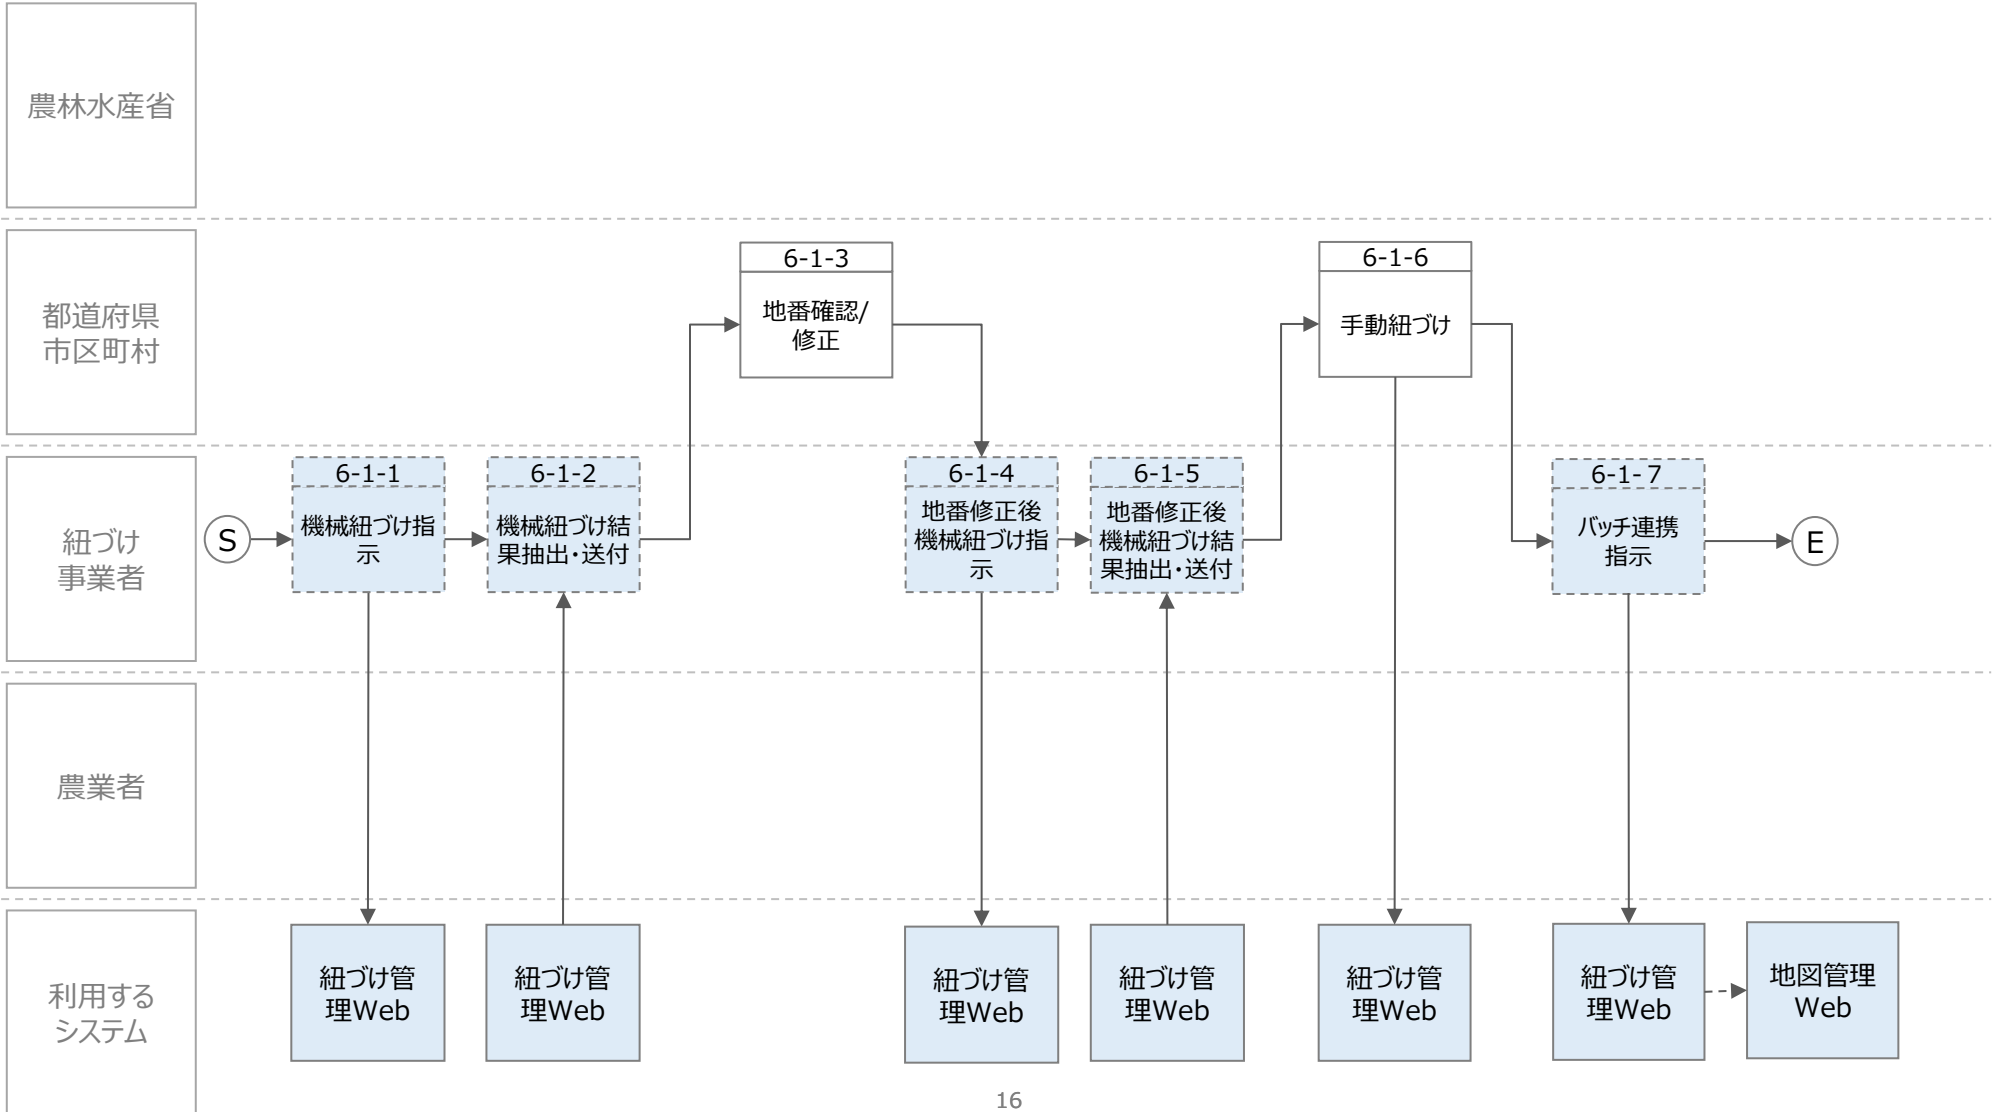 農林水産省
都道府県
市区町村
6-1-3
地番確認/
修正
6-1-6
手動紐づけ
紐づけ
事業者
S
6-1-1
機械紐づけ指
示
6-1-2
機械紐づけ結
果抽出・送付
6-1-4
地番修正後
機械紐づけ指
示
6-1-5
地番修正後
機械紐づけ結
果抽出・送付
6-1-7
バッチ連携
指示
E
農業者
利用する
システム
紐づけ管
理Web
紐づけ管
理Web
紐づけ管
理Web
紐づけ管
理Web
紐づけ管
理Web
紐づけ管
理Web
地図管理
Web
16